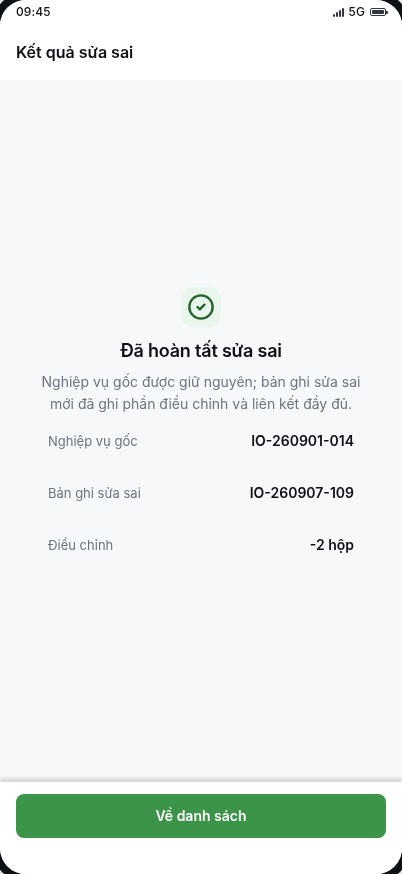 09:45
5G
Kết quả sửa sai
Đã hoàn tất sửa sai
Nghiệp vụ gốc được giữ nguyên; bản ghi sửa sai
mới đã ghi phần điều chỉnh và liên kết đầy đủ.
Nghiệp vụ gốc IO-260901-014
Bản ghi sửa sai IO-260907-109
Điều chỉnh -2 hộp
Về danh sách